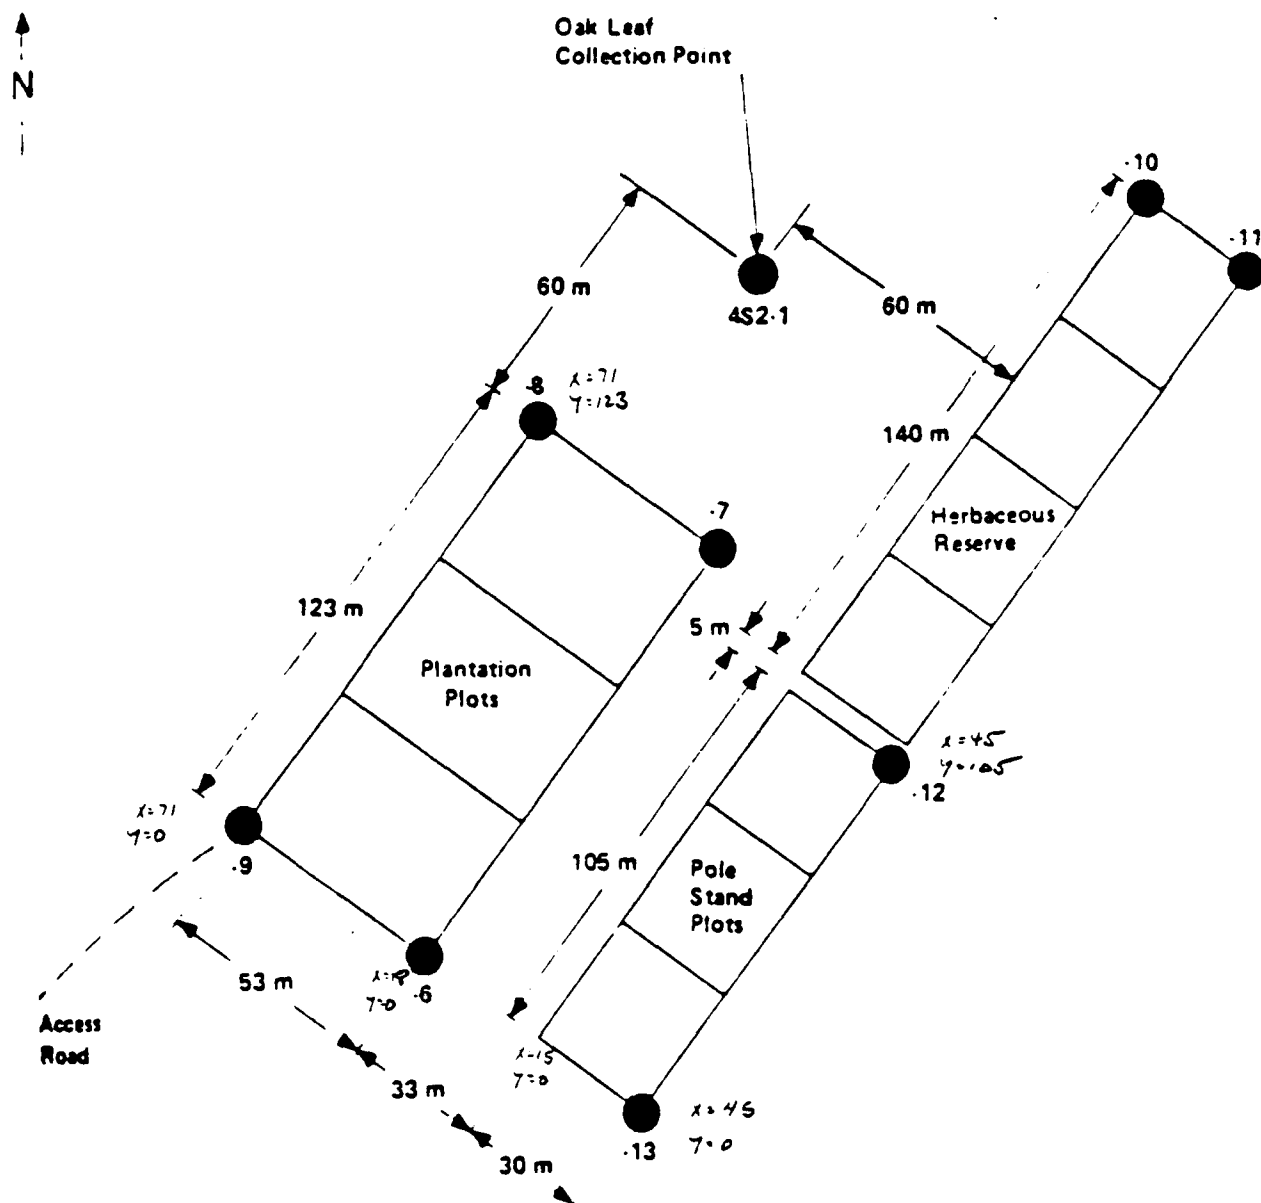 Oak Leaf
Collection Point
N
·10
·11
60 m
4S2·1
60 m
·8
x=71
y=123
140 m
·7
Herbaceous
Reserve
123 m
5 m
Plantation
Plots
x=45
y=105
·12
x=71
y=0
·9
105 m
Pole
Stand
Plots
53 m
x=18
y=0
·6
Access
Road
x=15
y=0
33 m
x=45
y=0
·13
30 m